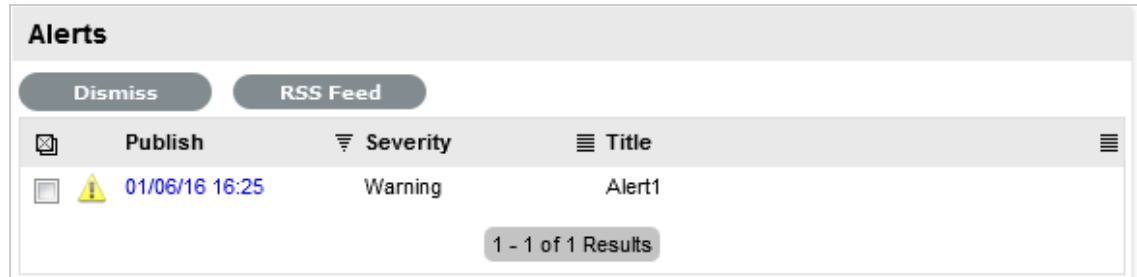 Alerts
Dismiss RSS Feed
Publish Severity Title
01/06/16 16:25 Warning Alert1
1 - 1 of 1 Results